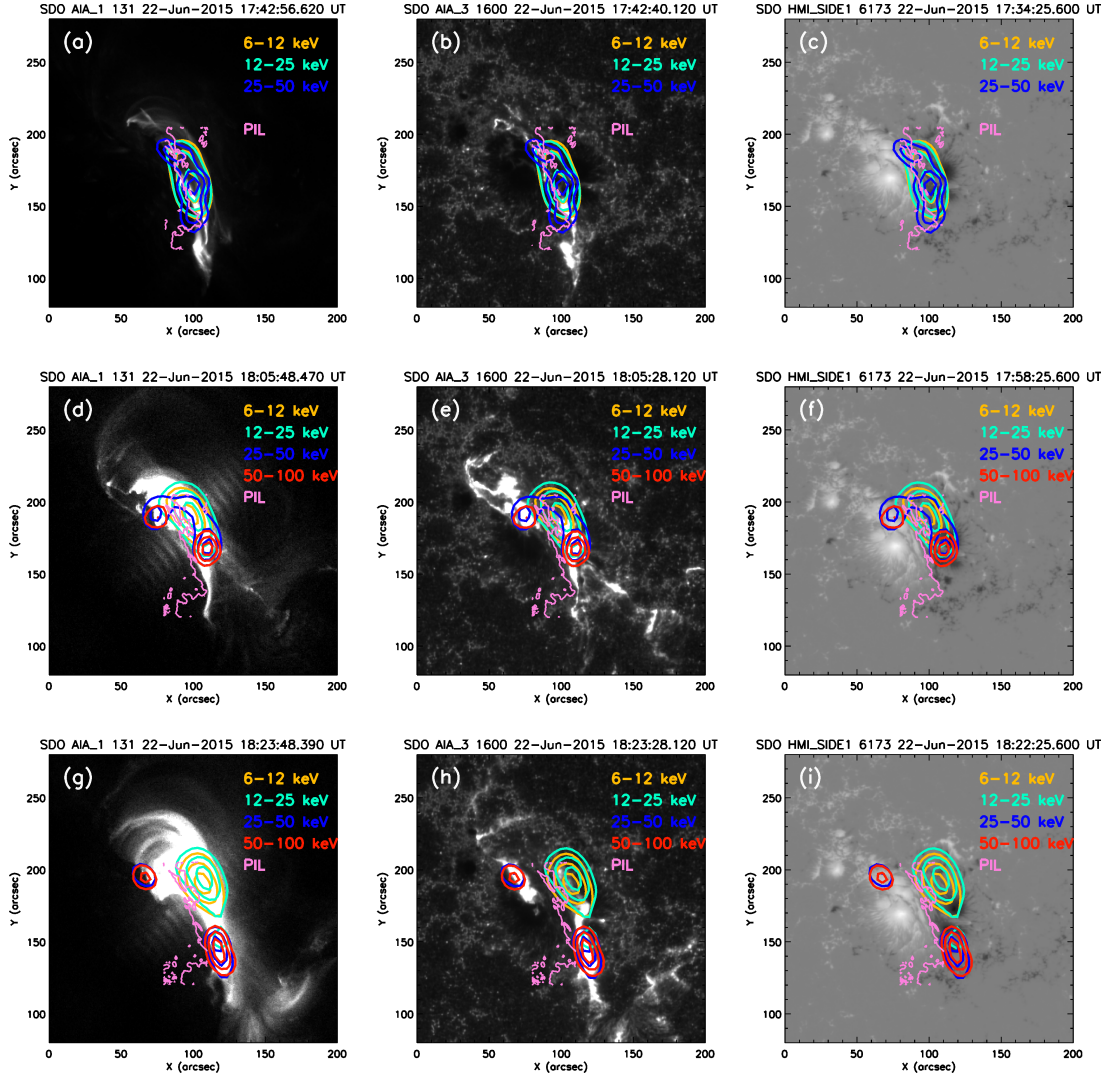 SDO AIA_1 131 22-Jun-2015 17:42:56.620 UT
(a)
6-12 keV
12-25 keV
25-50 keV
PIL
250
200
150
100
Y (arcsec)
0 50 100 150 200
X (arcsec)
SDO AIA_3 1600 22-Jun-2015 17:42:40.120 UT
(b)
6-12 keV
12-25 keV
25-50 keV
PIL
250
200
150
100
Y (arcsec)
0 50 100 150 200
X (arcsec)
SDO HMI_SIDE1 6173 22-Jun-2015 17:34:25.600 UT
(c)
6-12 keV
12-25 keV
25-50 keV
PIL
250
200
150
100
Y (arcsec)
0 50 100 150 200
X (arcsec)
SDO AIA_1 131 22-Jun-2015 18:05:48.470 UT
(d)
6-12 keV
12-25 keV
25-50 keV
50-100 keV
PIL
250
200
150
100
Y (arcsec)
0 50 100 150 200
X (arcsec)
SDO AIA_3 1600 22-Jun-2015 18:05:28.120 UT
(e)
6-12 keV
12-25 keV
25-50 keV
50-100 keV
PIL
250
200
150
100
Y (arcsec)
0 50 100 150 200
X (arcsec)
SDO HMI_SIDE1 6173 22-Jun-2015 17:58:25.600 UT
(f)
6-12 keV
12-25 keV
25-50 keV
50-100 keV
PIL
250
200
150
100
Y (arcsec)
0 50 100 150 200
X (arcsec)
SDO AIA_1 131 22-Jun-2015 18:23:48.390 UT
(g)
6-12 keV
12-25 keV
25-50 keV
50-100 keV
PIL
250
200
150
100
Y (arcsec)
0 50 100 150 200
X (arcsec)
SDO AIA_3 1600 22-Jun-2015 18:23:28.120 UT
(h)
6-12 keV
12-25 keV
25-50 keV
50-100 keV
PIL
250
200
150
100
Y (arcsec)
0 50 100 150 200
X (arcsec)
SDO HMI_SIDE1 6173 22-Jun-2015 18:22:25.600 UT
(i)
6-12 keV
12-25 keV
25-50 keV
50-100 keV
PIL
250
200
150
100
Y (arcsec)
0 50 100 150 200
X (arcsec)